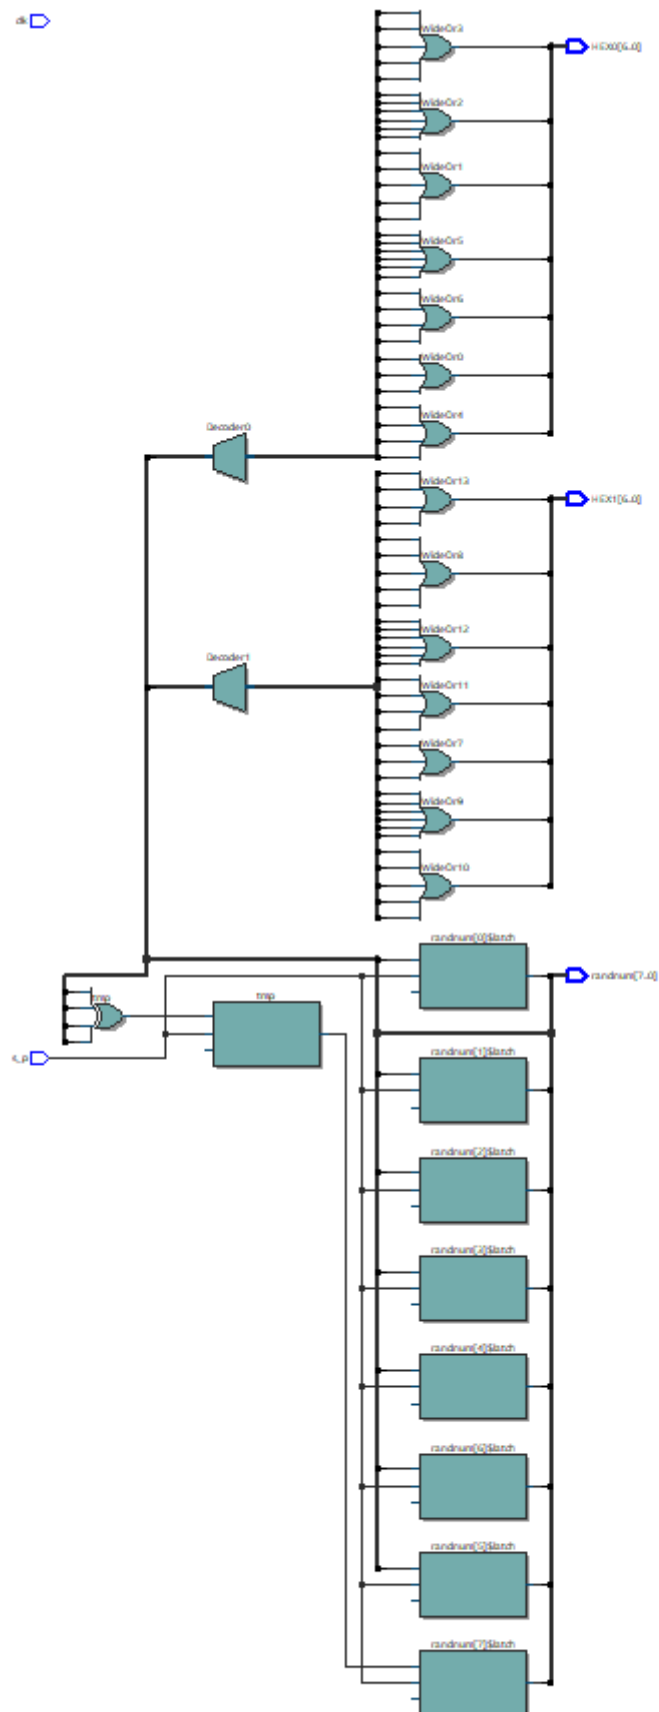 clk
WideOr3
HEX0[6..0]
WideOr2
WideOr1
WideOr5
WideOr6
WideOr0
WideOr4
Decoder0
WideOr13
HEX1[6..0]
WideOr8
WideOr12
Decoder1
WideOr11
WideOr7
WideOr9
WideOr10
randnum[0]$latch
randnum[7..0]
tmp
tmp
randnum[1]$latch
randnum[2]$latch
randnum[3]$latch
randnum[4]$latch
randnum[6]$latch
randnum[5]$latch
randnum[7]$latch